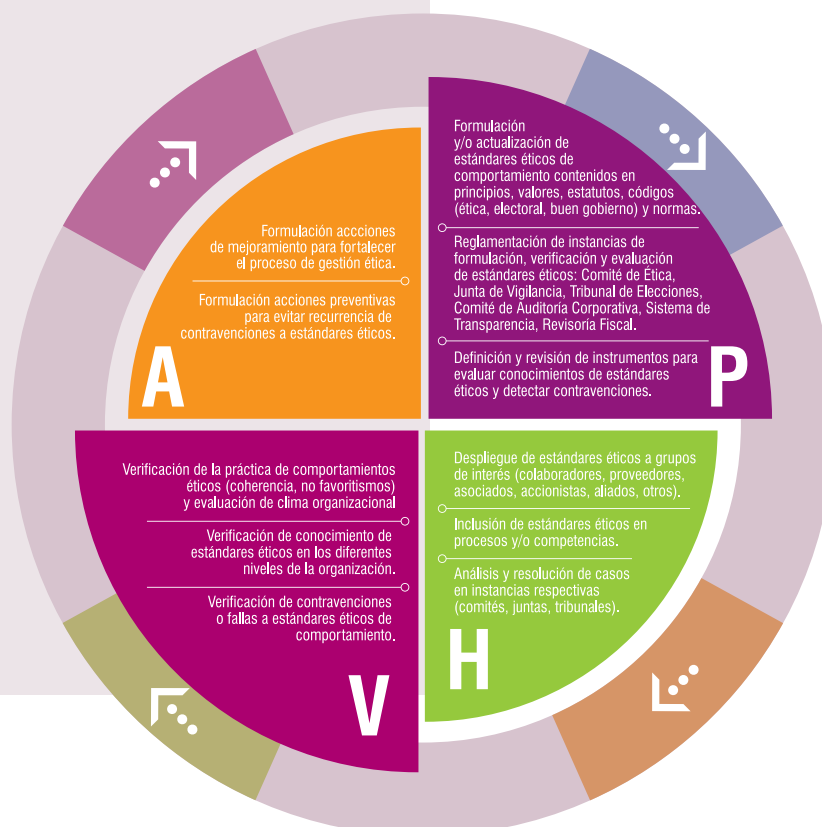 Formulación
y/o actualización de
estándares éticos de
comportamiento contenidos en
principios, valores, estatutos, códigos
(ética, electoral, buen gobierno) y normas.
Reglamentación de instancias de
formulación, verificación y evaluación
de estándares éticos: Comité de Ética,
Junta de Vigilancia, Tribunal de Elecciones,
Comité de Auditoría Corporativa, Sistema de
Transparencia, Revisoría Fiscal.
Definición y revisión de instrumentos para
evaluar conocimientos de estándares
éticos y detectar contravenciones.
P
Despliegue de estándares éticos a grupos
de interés (colaboradores, proveedores,
asociados, accionistas, aliados, otros).
Inclusión de estándares éticos en
procesos y/o competencias.
Análisis y resolución de casos
en instancias respectivas
(comités, juntas, tribunales).
H
Verificación de la práctica de comportamientos
éticos (coherencia, no favoritismos)
y evaluación de clima organizacional
Verificación de conocimiento de
estándares éticos en los diferentes
niveles de la organización.
Verificación de contravenciones
o fallas a estándares éticos de
comportamiento.
V
Formulación accciones
de mejoramiento para fortalecer
el proceso de gestión ética.
Formulación acciones preventivas
para evitar recurrencia de
contravenciones a estándares éticos.
A